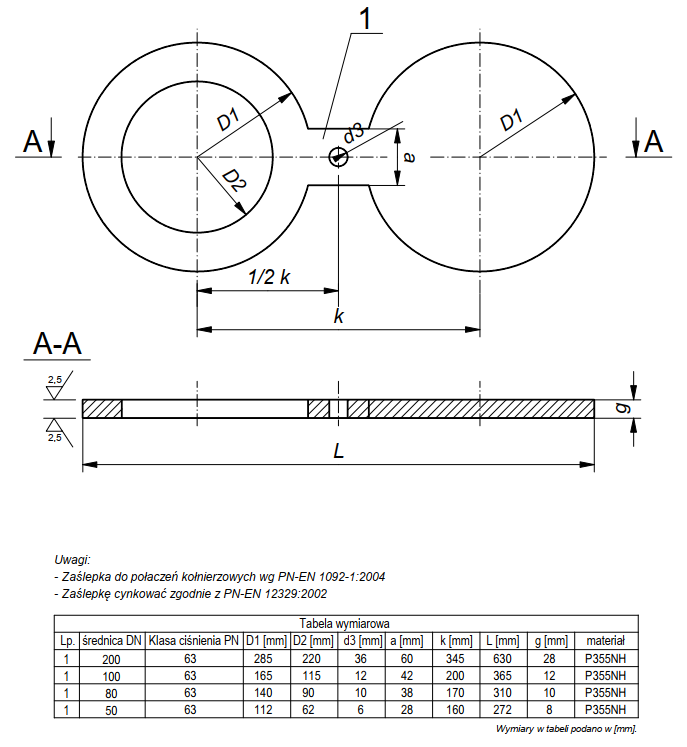 1
D1
D2
d3
a
D1
A
A
1/2 k
k
A-A
2,5
2,5
g
L
Uwagi:
- Zaślepka do połaczeń kołnierzowych wg PN-EN 1092-1:2004
- Zaślepkę cynkować zgodnie z PN-EN 12329:2002
Tabela wymiarowa
Lp. średnica DN Klasa ciśnienia PN D1 [mm] D2 [mm] d3 [mm] a [mm] k [mm] L [mm] g [mm] materiał
1 200 63 285 220 36 60 345 630 28 P355NH
1 100 63 165 115 12 42 200 365 12 P355NH
1 80 63 140 90 10 38 170 310 10 P355NH
1 50 63 112 62 6 28 160 272 8 P355NH
Wymiary w tabeli podano w [mm].